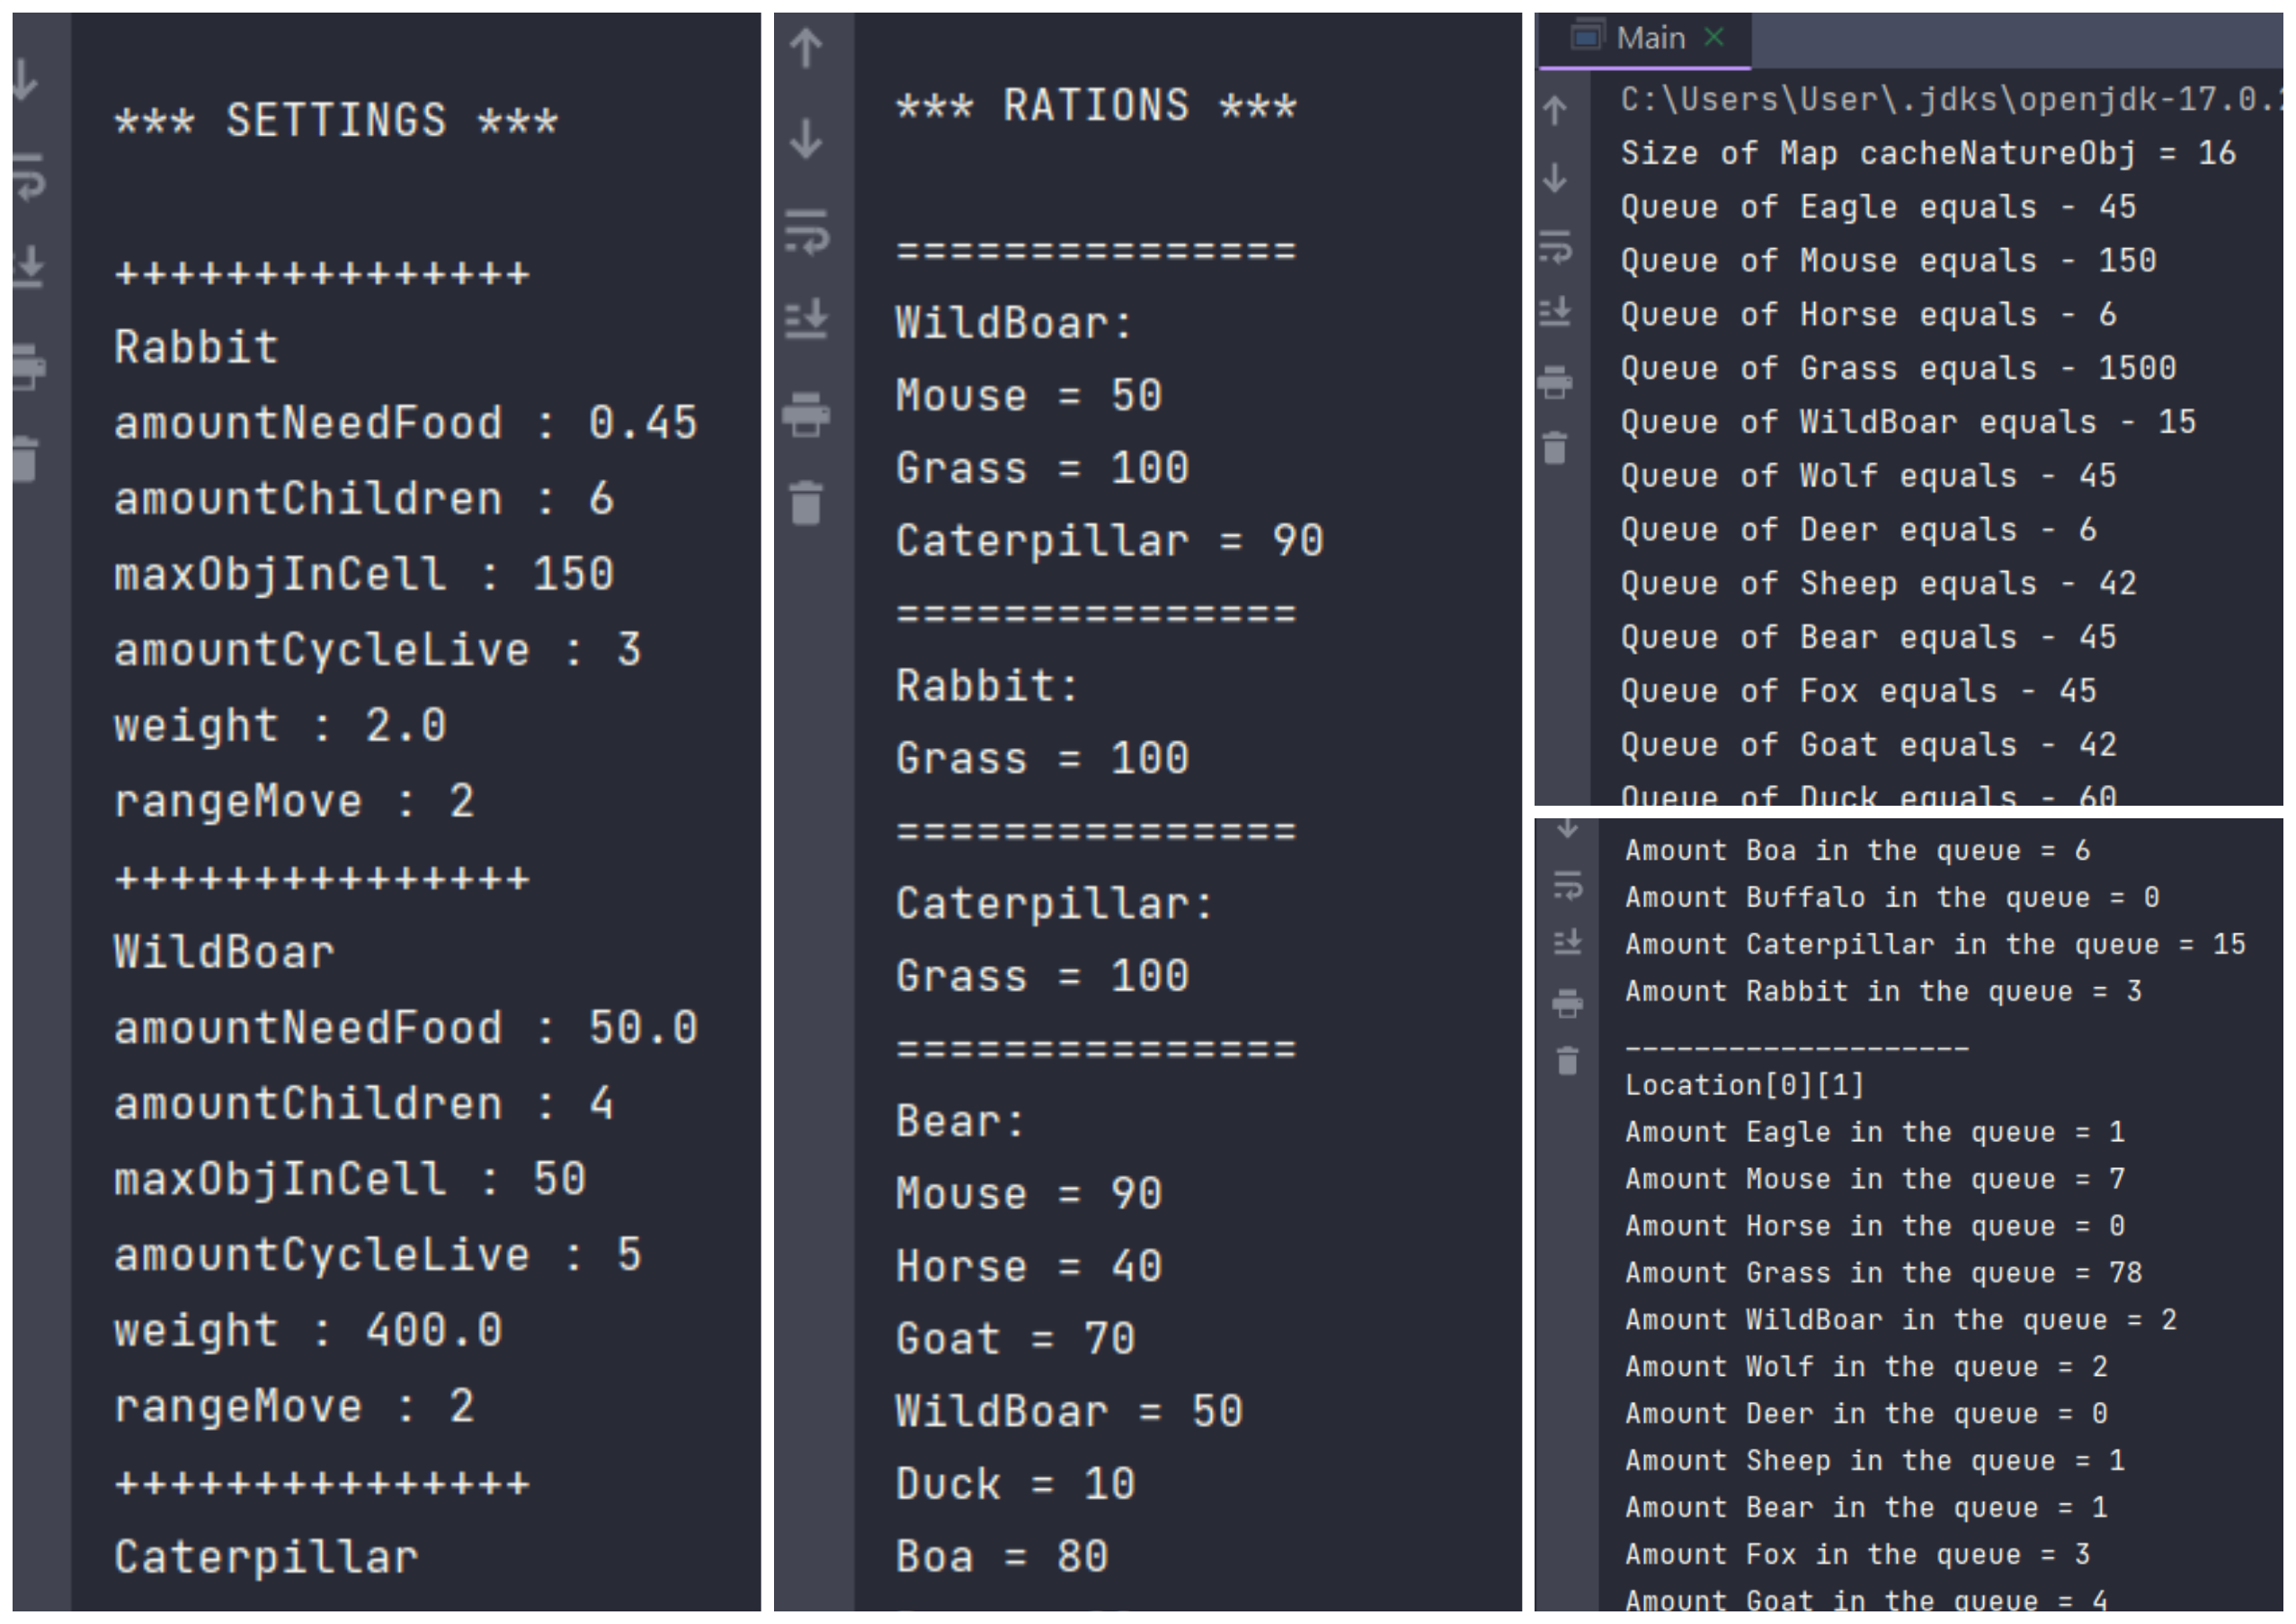 *** SETTINGS ***
+++++++++++++++
Rabbit
amountNeedFood : 0.45
amountChildren : 6
maxObjInCell : 150
amountCycleLive : 3
weight : 2.0
rangeMove : 2
+++++++++++++++
WildBoar
amountNeedFood : 50.0
amountChildren : 4
maxObjInCell : 50
amountCycleLive : 5
weight : 400.0
rangeMove : 2
+++++++++++++++
Caterpillar
*** RATIONS ***
===============
WildBoar:
Mouse = 50
Grass = 100
Caterpillar = 90
===============
Rabbit:
Grass = 100
===============
Caterpillar:
Grass = 100
===============
Bear:
Mouse = 90
Horse = 40
Goat = 70
WildBoar = 50
Duck = 10
Boa = 80
Main
C:\Users\User\.jdks\openjdk-17.0.
Size of Map cacheNatureObj = 16
Queue of Eagle equals - 45
Queue of Mouse equals - 150
Queue of Horse equals - 6
Queue of Grass equals - 1500
Queue of WildBoar equals - 15
Queue of Wolf equals - 45
Queue of Deer equals - 6
Queue of Sheep equals - 42
Queue of Bear equals - 45
Queue of Fox equals - 45
Queue of Goat equals - 42
Queue of Duck equals - 60
Amount Boa in the queue = 6
Amount Buffalo in the queue = 0
Amount Caterpillar in the queue = 15
Amount Rabbit in the queue = 3
--------------------
Location[0][1]
Amount Eagle in the queue = 1
Amount Mouse in the queue = 7
Amount Horse in the queue = 0
Amount Grass in the queue = 78
Amount WildBoar in the queue = 2
Amount Wolf in the queue = 2
Amount Deer in the queue = 0
Amount Sheep in the queue = 1
Amount Bear in the queue = 1
Amount Fox in the queue = 3
Amount Goat in the queue = 4